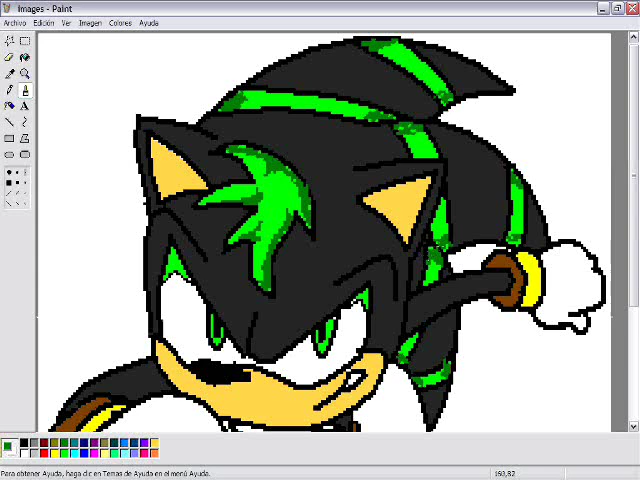 images - Paint
Archivo Edición Ver Imagen Colores Ayuda
A
Para obtener Ayuda, haga clic en Temas de Ayuda en el menú Ayuda.
160,82